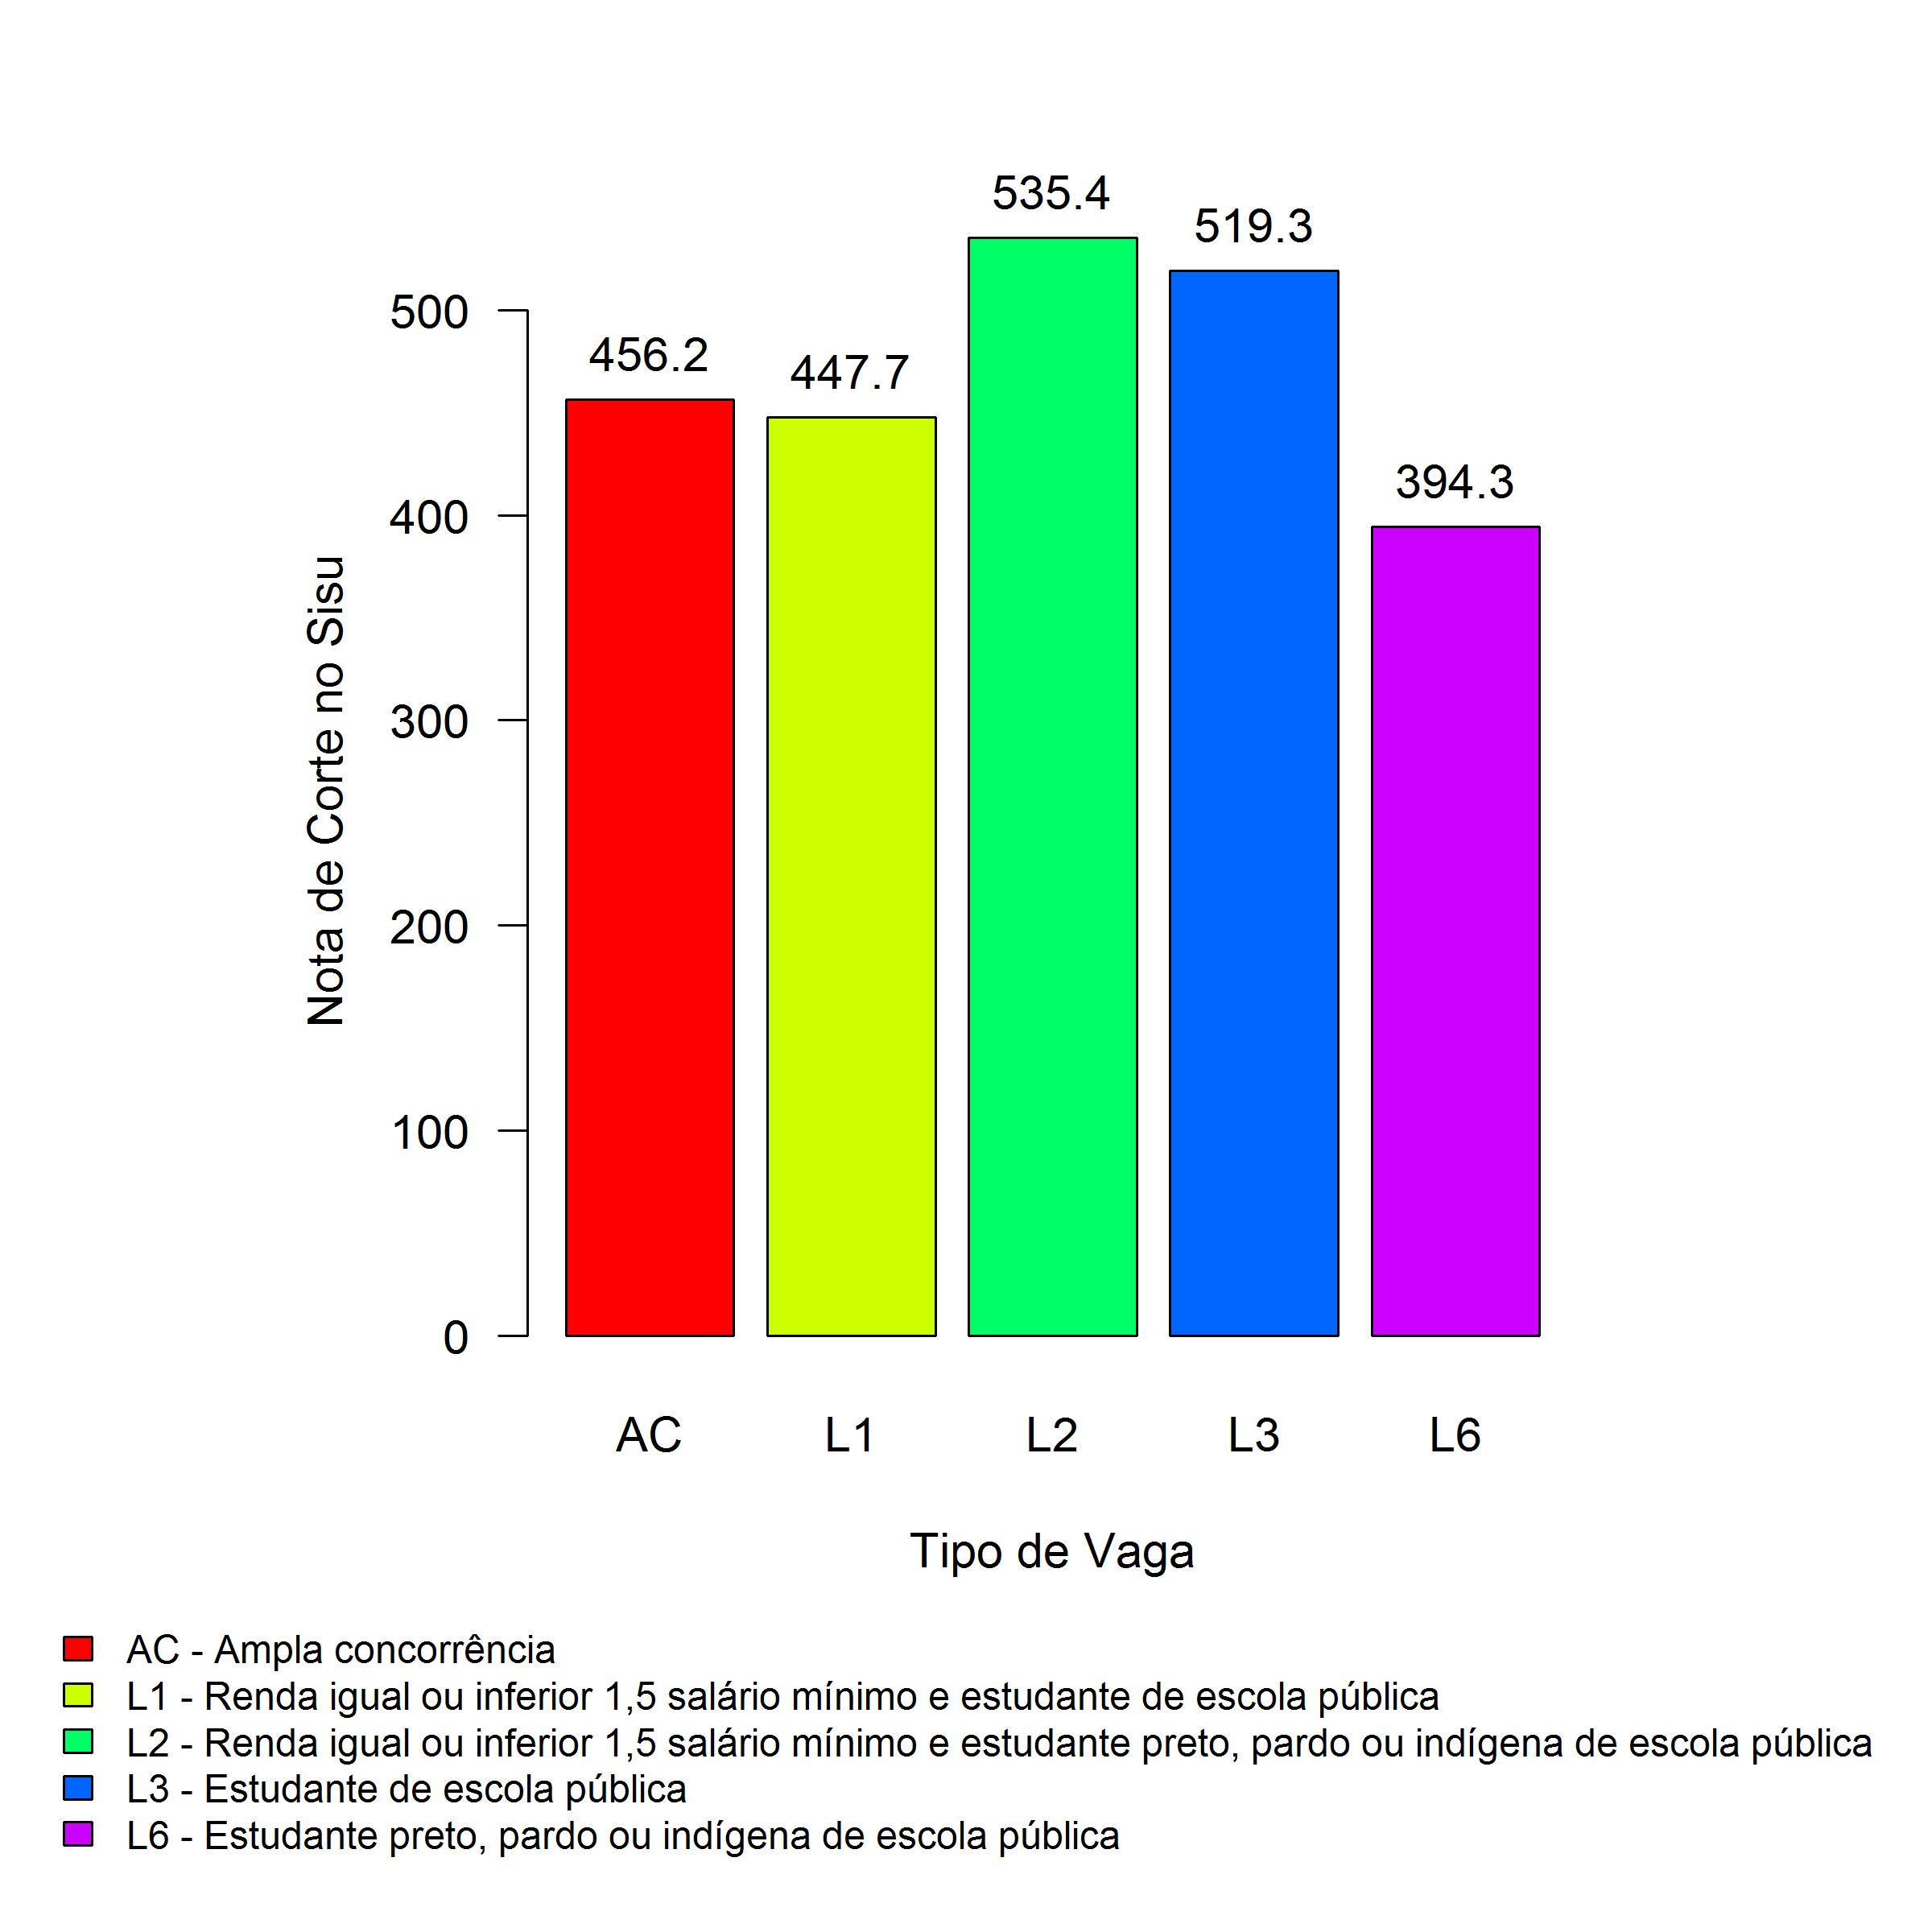 535.4
519.3
500
456.2
447.7
394.3
400
300
200
100
0
Nota de Corte no Sisu
AC L1 L2 L3 L6
Tipo de Vaga
AC - Ampla concorrência
L1 - Renda igual ou inferior 1,5 salário mínimo e estudante de escola pública
L2 - Renda igual ou inferior 1,5 salário mínimo e estudante preto, pardo ou indígena de escola pública
L3 - Estudante de escola pública
L6 - Estudante preto, pardo ou indígena de escola pública